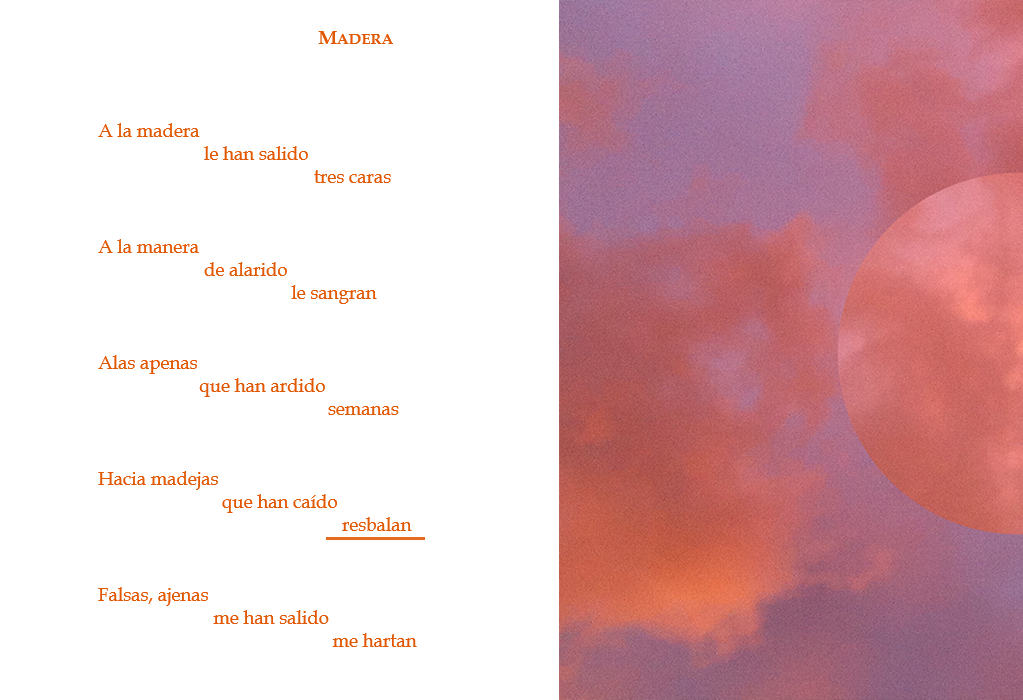 MADERA
A la madera
le han salido
tres caras
A la manera
de alarido
le sangran
Alas apenas
que han ardido
semanas
Hacia madejas
que han caído
resbalan
Falsas, ajenas
me han salido
me hartan